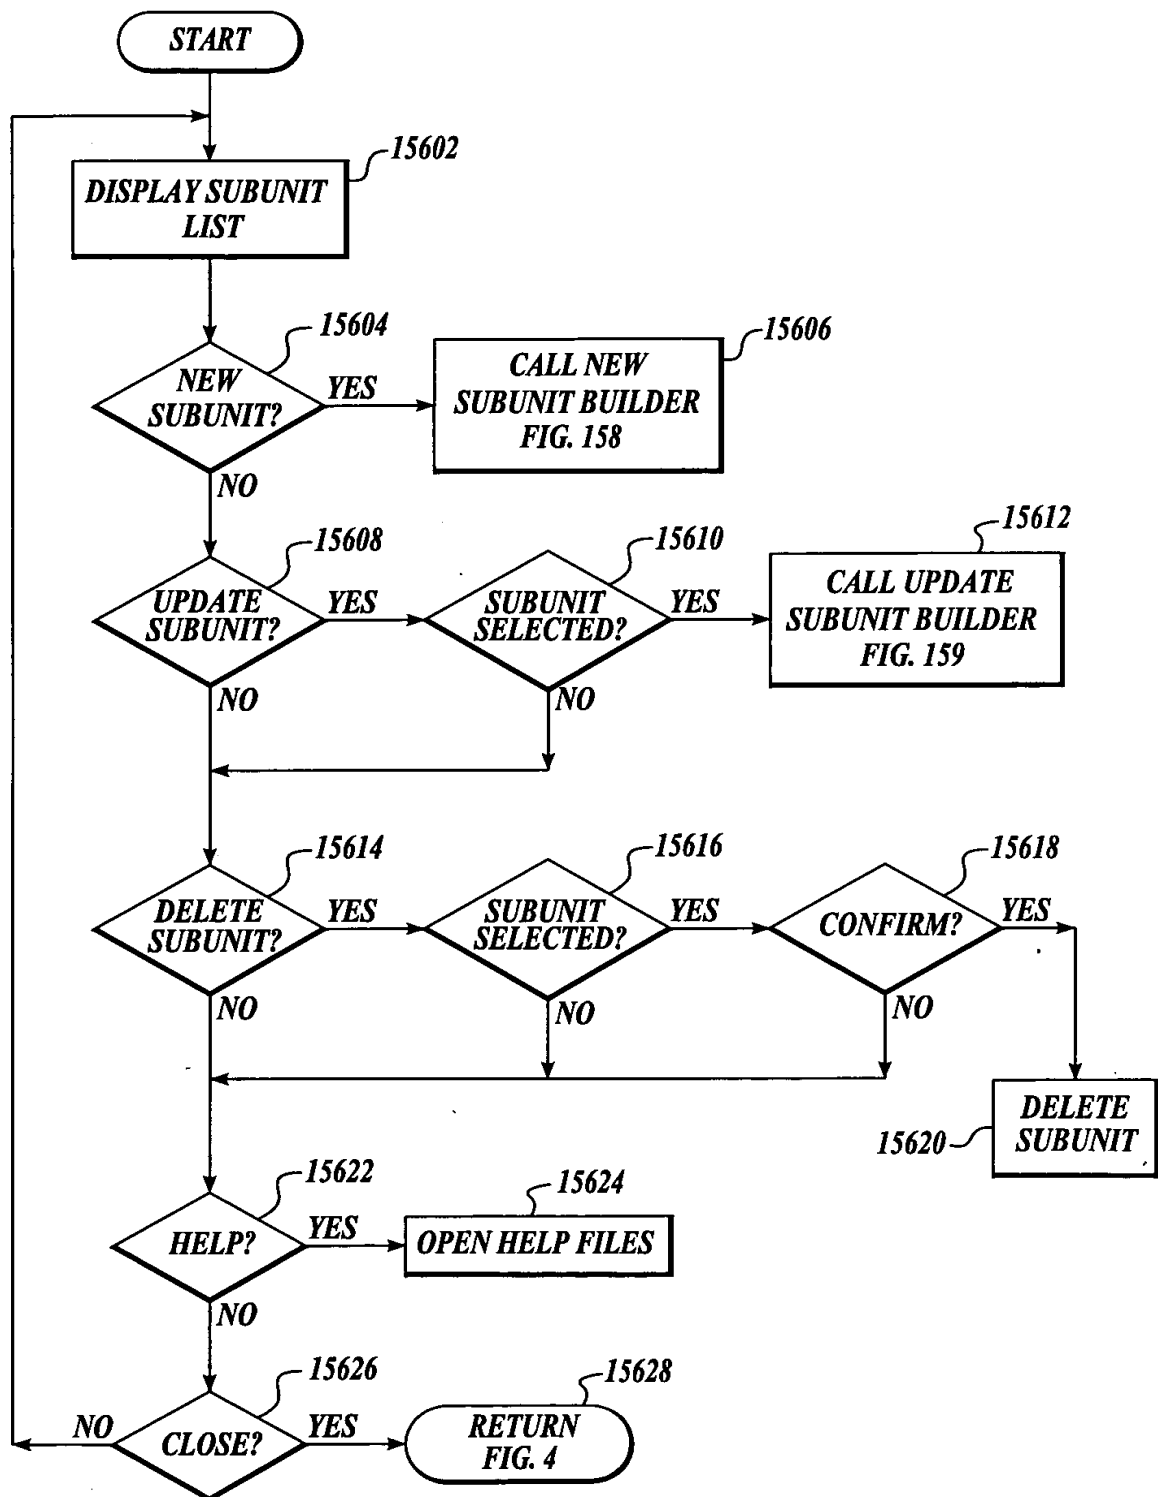 START
15602
DISPLAY SUBUNIT
LIST
15604
NEW
SUBUNIT?
YES
NO
15606
CALL NEW
SUBUNIT BUILDER
FIG. 158
15608
UPDATE
SUBUNIT?
YES
NO
15610
SUBUNIT
SELECTED?
YES
NO
15612
CALL UPDATE
SUBUNIT BUILDER
FIG. 159
15614
DELETE
SUBUNIT?
YES
NO
15616
SUBUNIT
SELECTED?
YES
NO
15618
CONFIRM?
YES
NO
15620
DELETE
SUBUNIT
15622
HELP?
YES
NO
15624
OPEN HELP FILES
15626
CLOSE?
NO
YES
15628
RETURN
FIG. 4